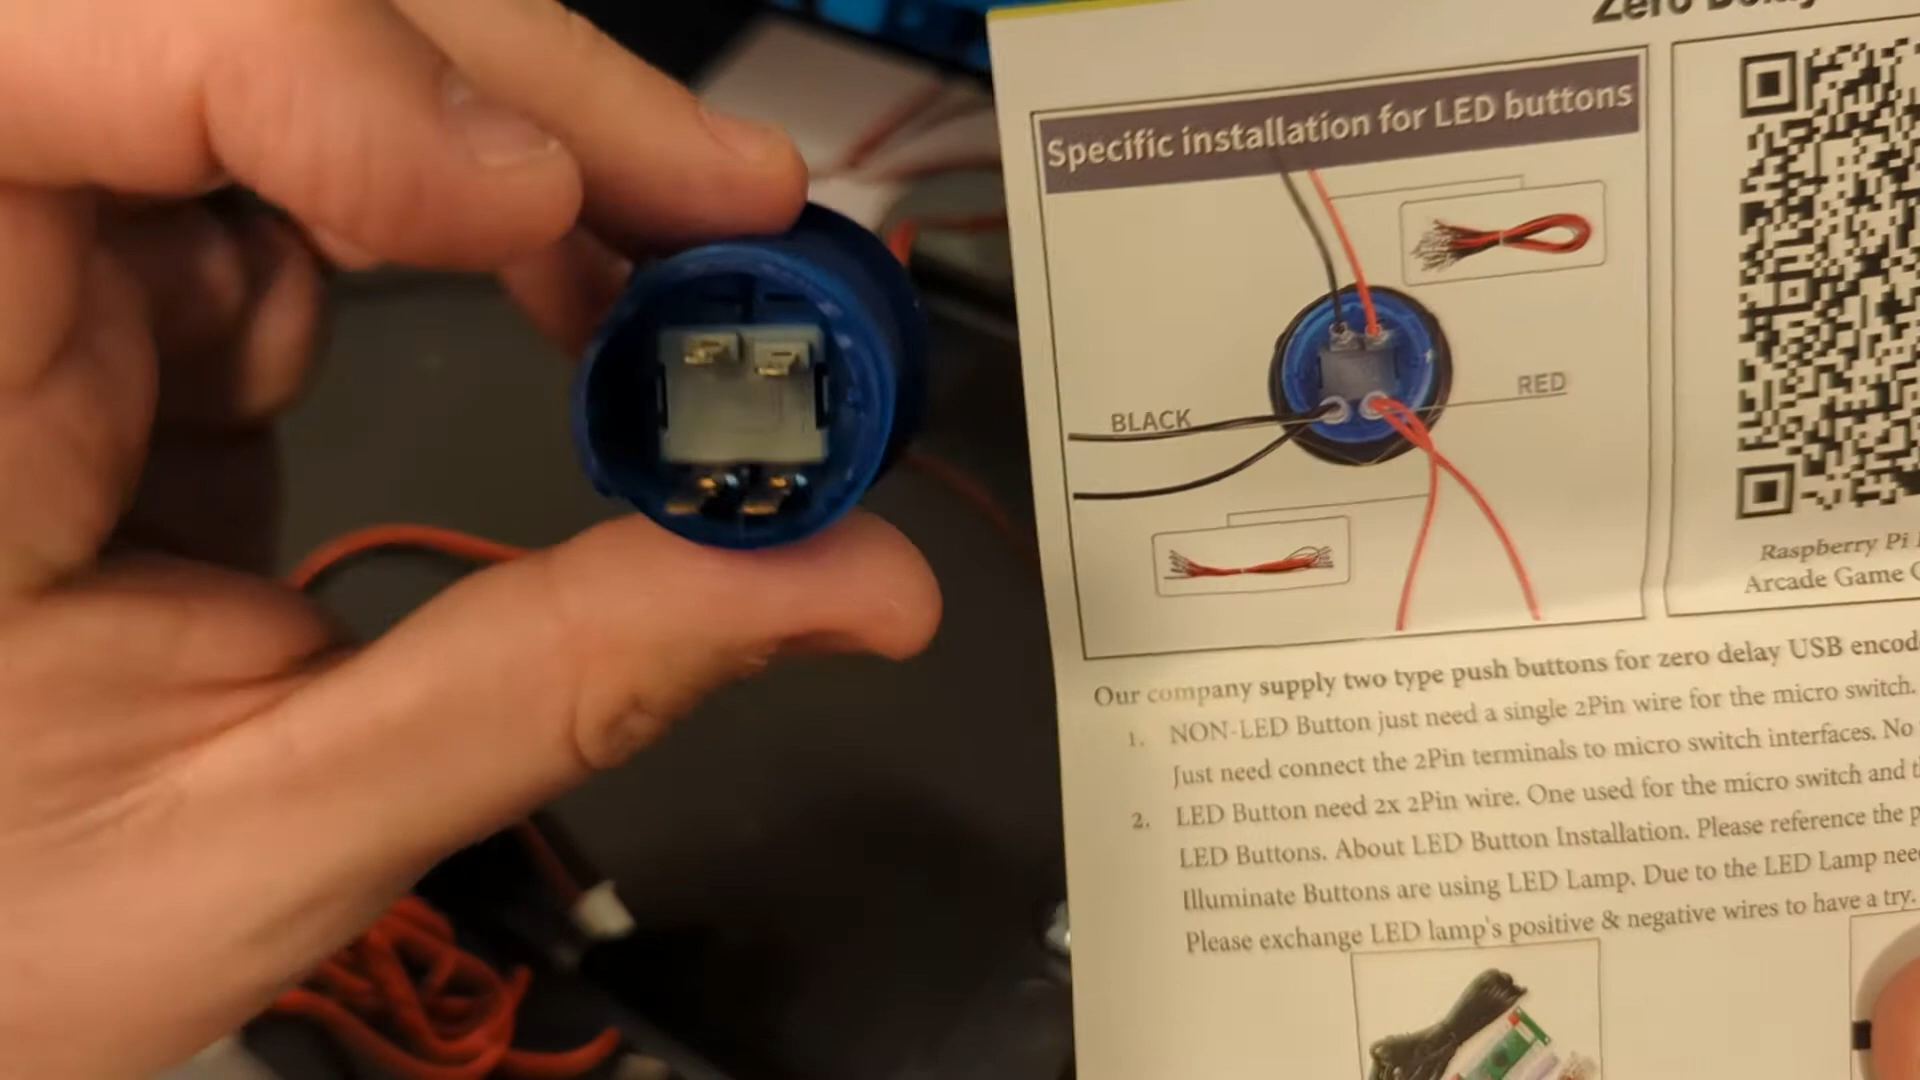 Zero
Specific installation for LED buttons
BLACK
RED
Raspberry Pi
Arcade Game
Our company supply two type push buttons for zero delay USB
1. NON-LED Button just need a single 2Pin wire for the micro switch.
Just need connect the 2Pin terminals to micro switch interfaces. No
2. LED Button need 2x 2Pin wire. One used for the micro switch and
LED Buttons. About LED Button Installation. Please reference the
Illuminate Buttons are using LED Lamp. Due to the LED Lamp
Please exchange LED lamp's positive & negative wires to have a try.